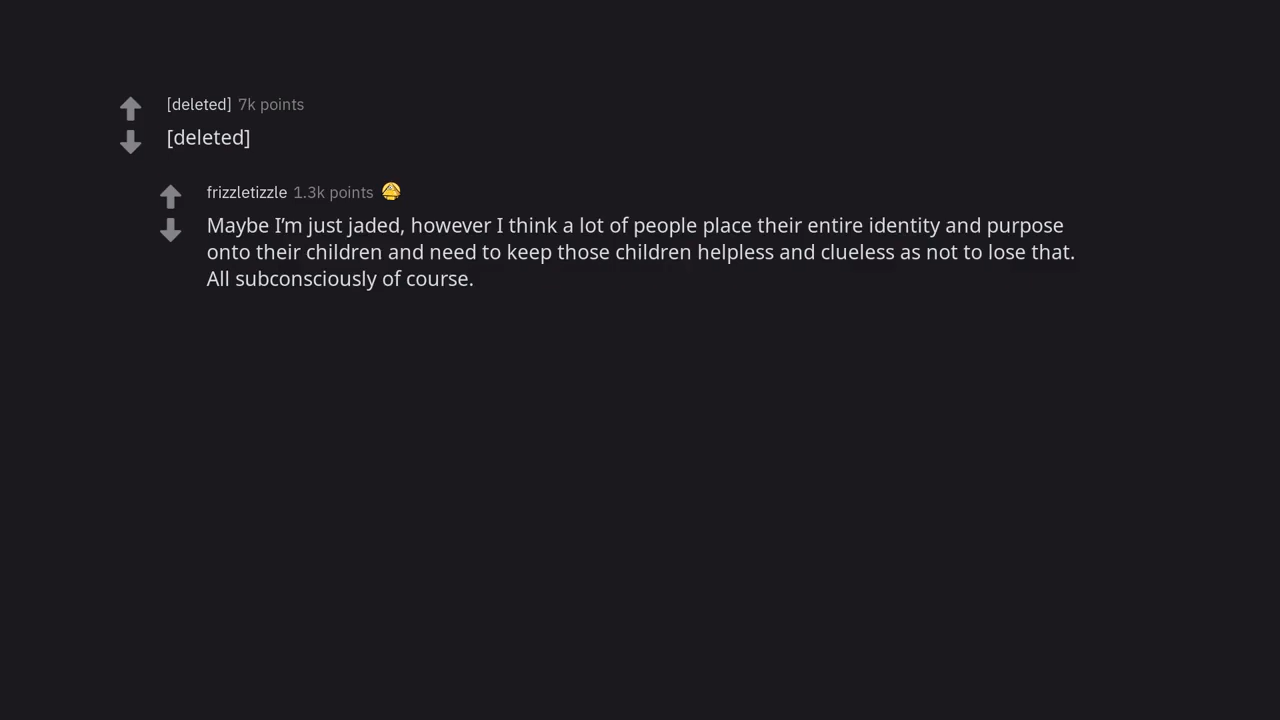 [deleted] 7k points
[deleted]
frizzletizzle 1.3k points
Maybe I’m just jaded, however I think a lot of people place their entire identity and purpose
onto their children and need to keep those children helpless and clueless as not to lose that.
All subconsciously of course.